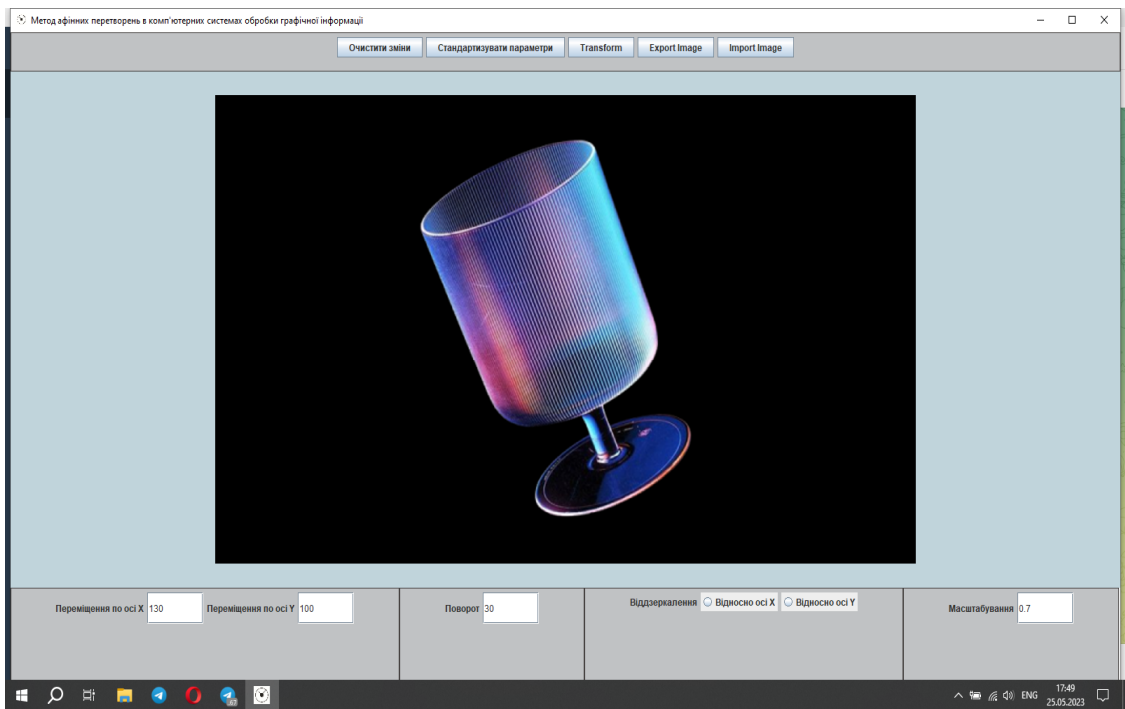 Метод афінних перетворень в комп'ютерних системах обробки графічної інформації
Очистити зміни Стандартизувати параметри Transform Export Image Import Image
Переміщення по осі X 130 Переміщення по осі Y 100 Поворот 30 Віддзеркалення Відносно осі X Відносно осі Y Масштабування 0.7
67
ENG
17:49
25.05.2023